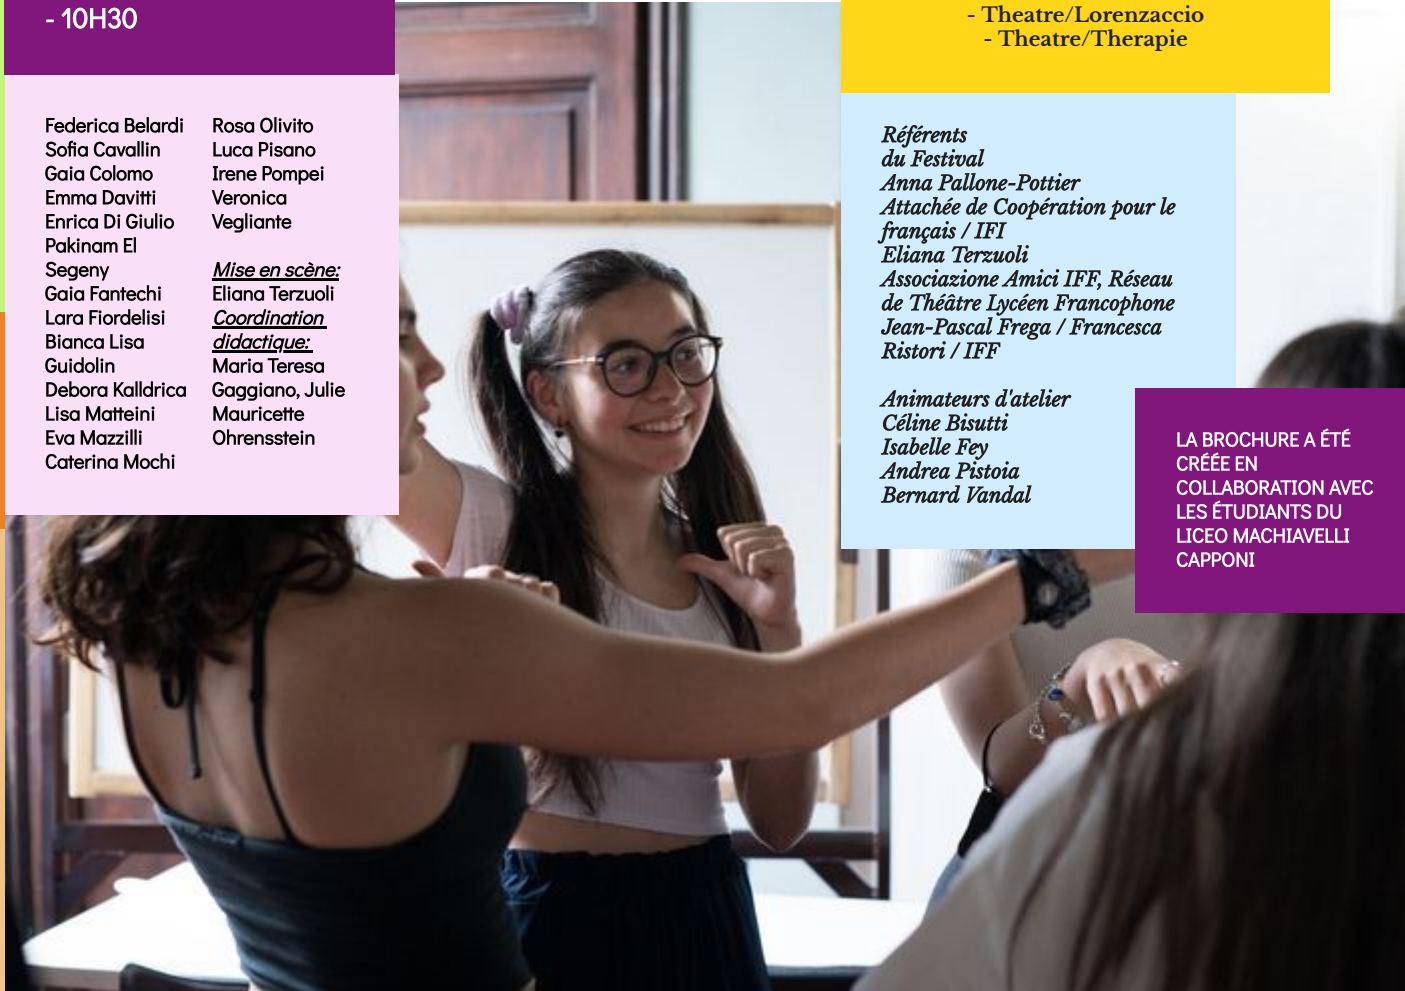 - 10H30
Federica Belardi
Sofia Cavallin
Gaia Colomo
Emma Davitti
Enrica Di Giulio
Pakinam El
Segeny
Gaia Fantechi
Lara Fiordelisi
Bianca Lisa
Guidolin
Debora Kalldrica
Lisa Matteini
Eva Mazzilli
Caterina Mochi
Rosa Olivito
Luca Pisano
Irene Pompei
Veronica
Vegliante
Mise en scène:
Eliana Terzuoli
Coordination
didactique:
Maria Teresa
Gaggiano, Julie
Mauricette
Ohrensstein
- Theatre/Lorenzaccio
- Theatre/Therapie
Référents
du Festival
Anna Pallone-Pottier
Attachée de Coopération pour le
français / IFI
Eliana Terzuoli
Associazione Amici IFF, Réseau
de Théâtre Lycéen Francophone
Jean-Pascal Frega / Francesca
Ristori / IFF
Animateurs d'atelier
Céline Bisutti
Isabelle Fey
Andrea Pistoia
Bernard Vandal
LA BROCHURE A ÉTÉ
CRÉÉE EN
COLLABORATION AVEC
LES ÉTUDIANTS DU
LICEO MACHIAVELLI
CAPPONI